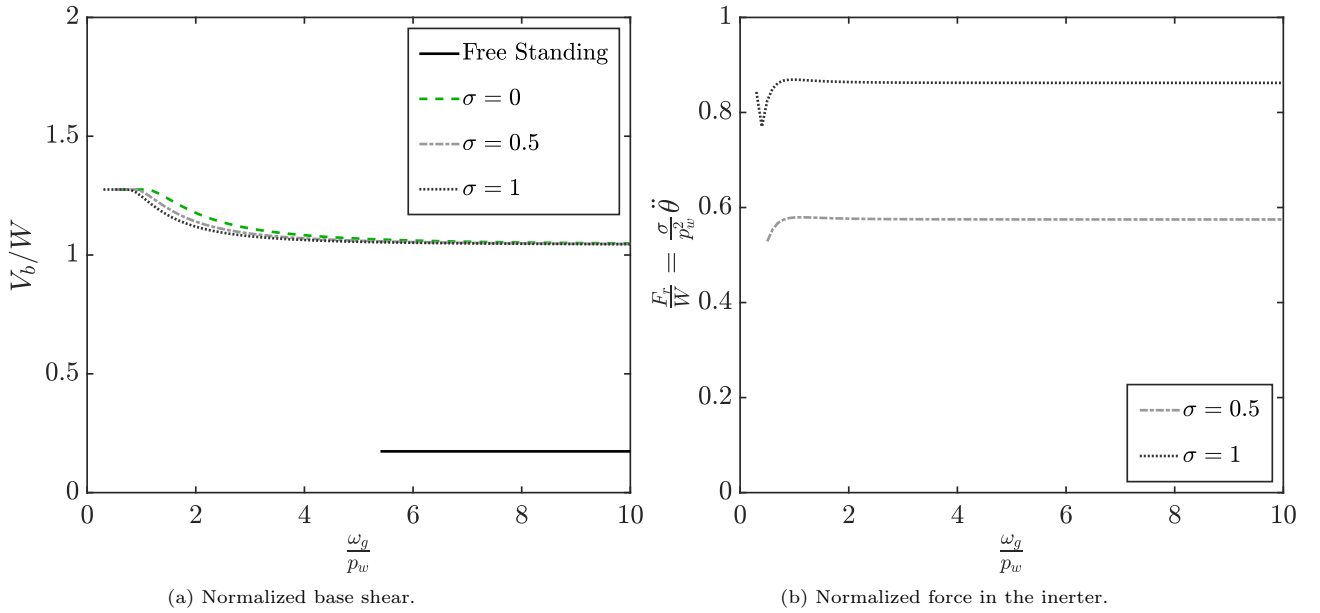 2
1.5
1
0.5
0
V_b/W
Free Standing
σ = 0
σ = 0.5
σ = 1
0 2 4 6 8 10
ω_g/p_w
(a) Normalized base shear.
1
0.8
0.6
0.4
0.2
0
F_r/W = σ/p_w^2 θ̈
σ = 0.5
σ = 1
0 2 4 6 8 10
ω_g/p_w
(b) Normalized force in the inerter.